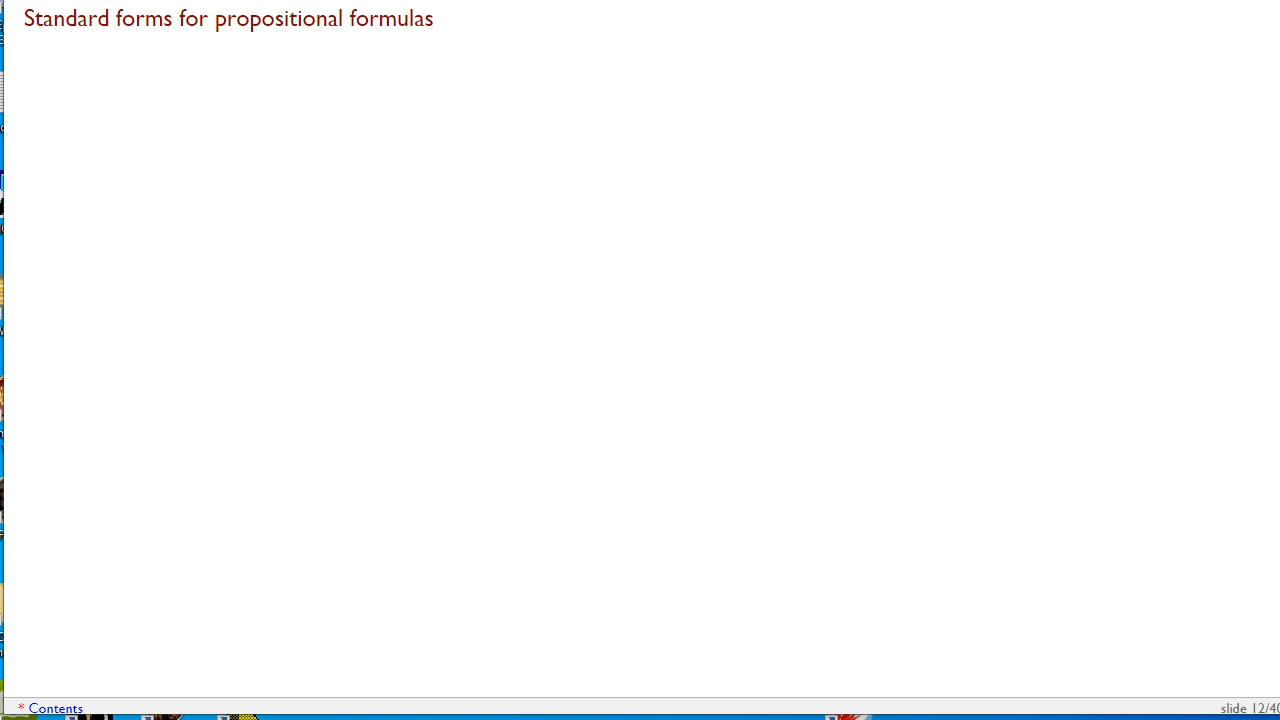 Standard forms for propositional formulas
* Contents
slide 12/40